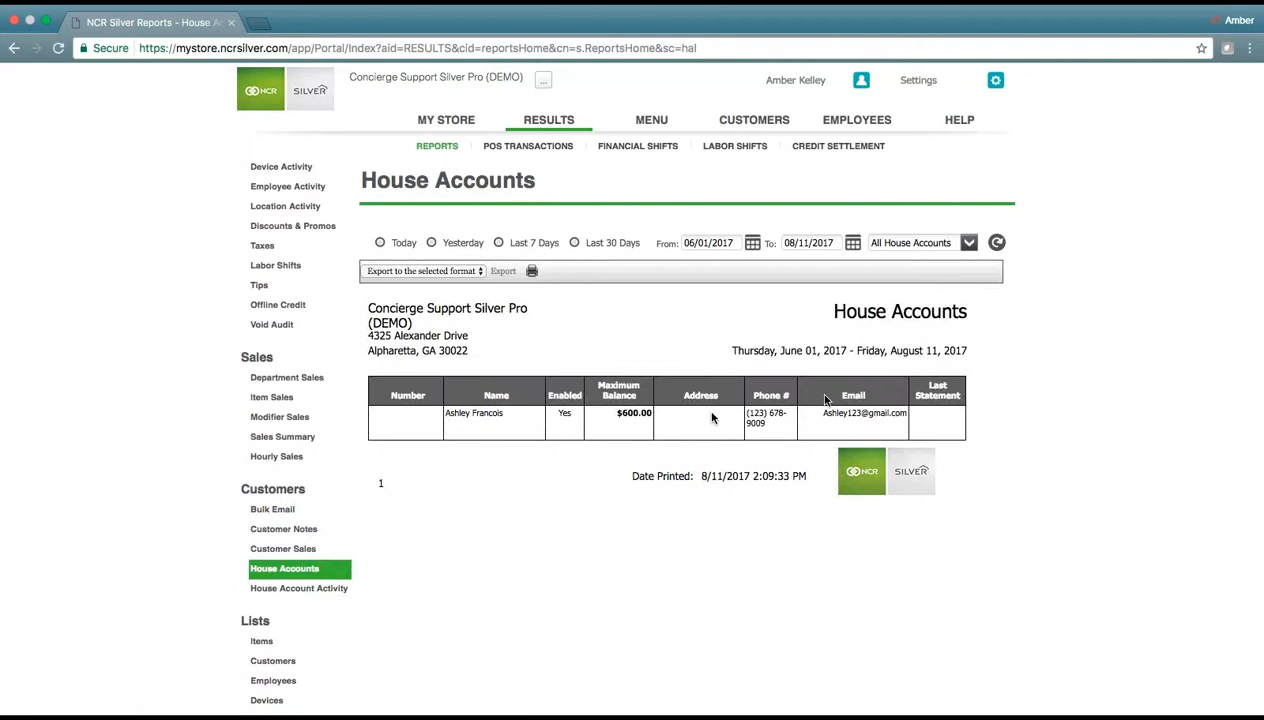 NCR Silver Reports - House A
Amber
Secure
https://mystore.ncrsilver.com/app/Portal/Index?aid=RESULTS&cid=reportsHome&cn=s.ReportsHome&sc=hal
NCR SILVER
Concierge Support Silver Pro (DEMO)
...
Amber Kelley
Settings
MY STORE RESULTS MENU CUSTOMERS EMPLOYEES HELP
REPORTS POS TRANSACTIONS FINANCIAL SHIFTS LABOR SHIFTS CREDIT SETTLEMENT
Device Activity
Employee Activity
Location Activity
Discounts & Promos
Taxes
Labor Shifts
Tips
Offline Credit
Void Audit
Sales
Department Sales
Item Sales
Modifier Sales
Sales Summary
Hourly Sales
Customers
Bulk Email
Customer Notes
Customer Sales
House Accounts
House Account Activity
Lists
Items
Customers
Employees
Devices
House Accounts
Today Yesterday Last 7 Days Last 30 Days From: 06/01/2017 To: 08/11/2017 All House Accounts
Export to the selected format Export
Concierge Support Silver Pro
(DEMO)
4325 Alexander Drive
Alpharetta, GA 30022
House Accounts
Thursday, June 01, 2017 - Friday, August 11, 2017
Number Name Enabled Maximum Balance Address Phone # Email Last Statement
Ashley Francois Yes $600.00 (123) 678-9009 Ashley123@gmail.com
1
Date Printed: 8/11/2017 2:09:33 PM
NCR SILVER